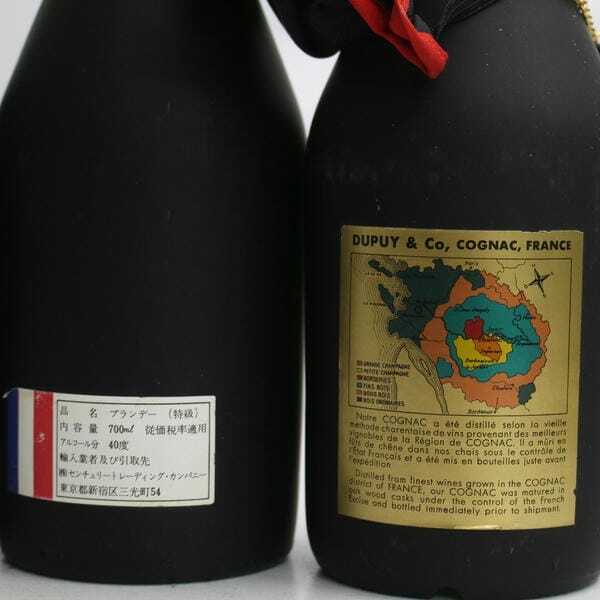 品 名 ブランデー (特級)
内 容 量 700ml 従価税率適用
アルコール分 40度
輸入業者及び引取先
㈱センチュリートレーディング・カンパニー
東京都新宿区三光町54
DUPUY & Co, COGNAC, FRANCE
GRANDE CHAMPAGNE
PETITE CHAMPAGNE
BORDERIES
FINS BOIS
BONS BOIS
BOIS ORDINAIRES
Notre COGNAC a été distillé selon la vieille
méthode charentaise de vins provenant des meilleurs
vignobles de la Région de COGNAC. Il a mûri en
fûts de chêne dans nos chais sous le contrôle de
l'État Français et a été mis en bouteilles juste avant
l'expédition
Distilled from finest wines grown in the COGNAC
district of FRANCE, our COGNAC was matured in
oak wood casks under the control of the French
Excise and bottled immediately prior to shipment.